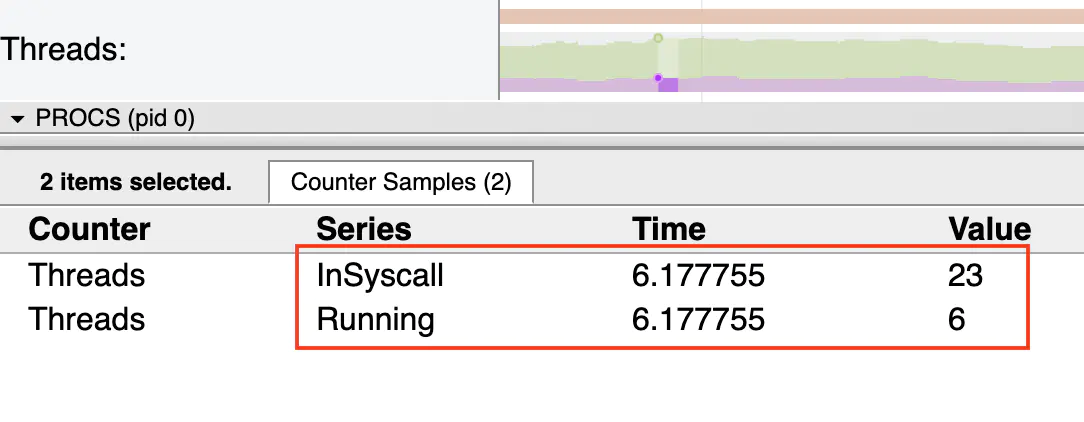 Threads:
PROCS (pid 0)
2 items selected. Counter Samples (2)
Counter Series Time Value
Threads InSyscall 6.177755 23
Threads Running 6.177755 6